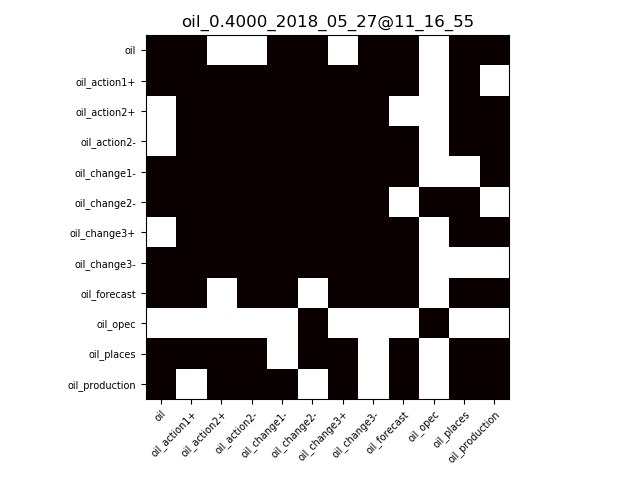 oil_0.4000_2018_05_27@11_16_55
oil
oil_action1+
oil_action2+
oil_action2-
oil_change1-
oil_change2-
oil_change3+
oil_change3-
oil_forecast
oil_opec
oil_places
oil_production
oil
oil_action1+
oil_action2+
oil_action2-
oil_change1-
oil_change2-
oil_change3+
oil_change3-
oil_forecast
oil_opec
oil_places
oil_production